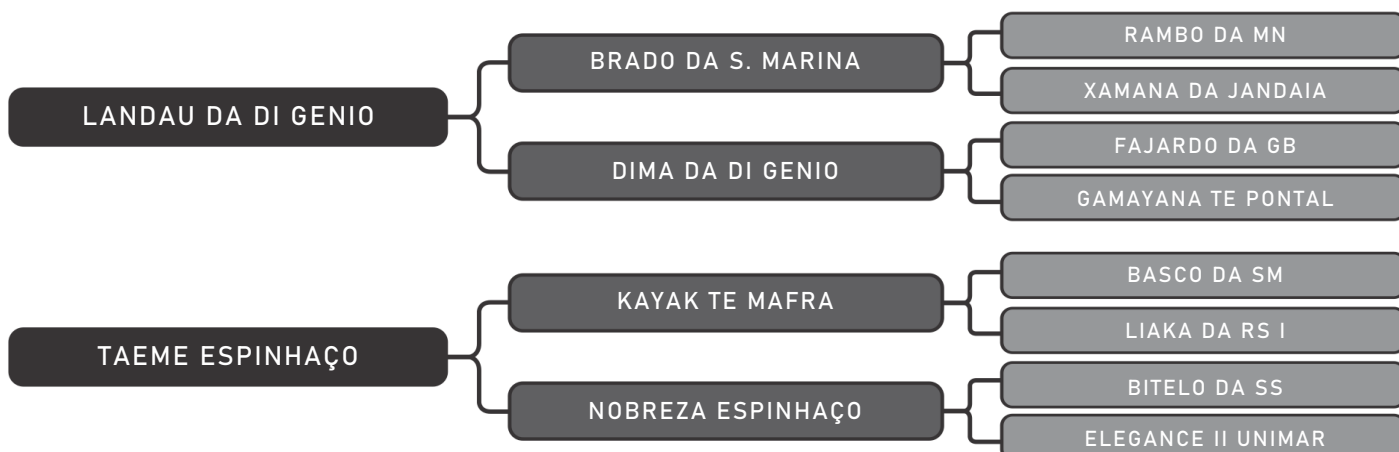 LANDAU DA DI GENIO
BRADO DA S. MARINA
RAMBO DA MN
XAMANA DA JANDAIA
DIMA DA DI GENIO
FAJARDO DA GB
GAMAYANA TE PONTAL
TAEME ESPINHAÇO
KAYAK TE MAFRA
BASCO DA SM
LIAKA DA RS I
NOBREZA ESPINHAÇO
BITELO DA SS
ELEGANCE II UNIMAR